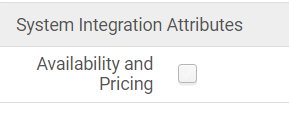 System Integration Attributes
Availability and
Pricing